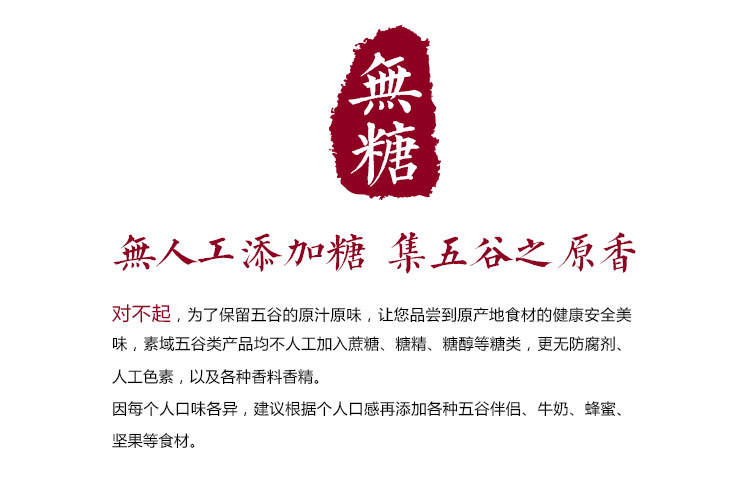 無
糖
無人工添加糖 集五谷之原香
对不起，为了保留五谷的原汁原味，让您品尝到原产地食材的健康安全美
味，素域五谷类产品均不人工加入蔗糖、糖精、糖醇等糖类，更无防腐剂、
人工色素，以及各种香料香精。
因每个人口味各异，建议根据个人口感再添加各种五谷伴侣、牛奶、蜂蜜、
坚果等食材。